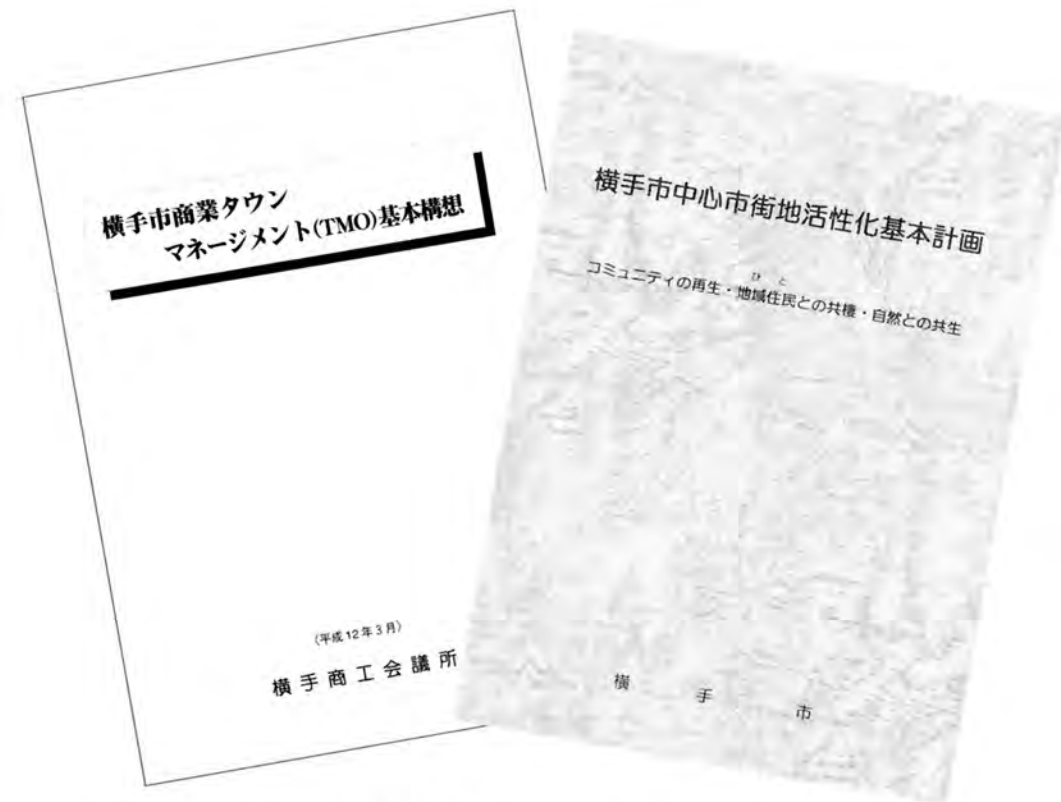 横手市商業タウン
マネージメント(TMO)基本構想
(平成12年3月)
横手商工会議所
横手市中心市街地活性化基本計画
ひと
コミュニティの再生・地域住民との共棲・自然との共生
横手市